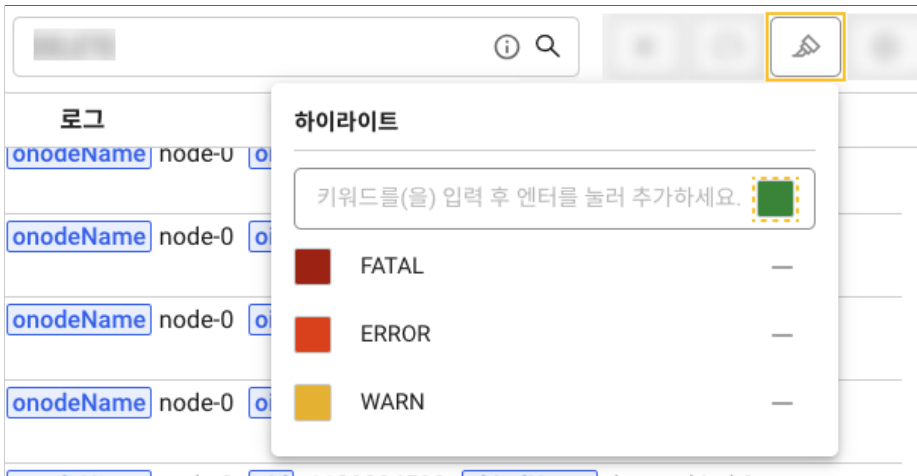 로그
하이라이트
onodeName node-0
키워드를(을) 입력 후 엔터를 눌러 추가하세요.
onodeName node-0
FATAL
onodeName node-0
ERROR
onodeName node-0
WARN